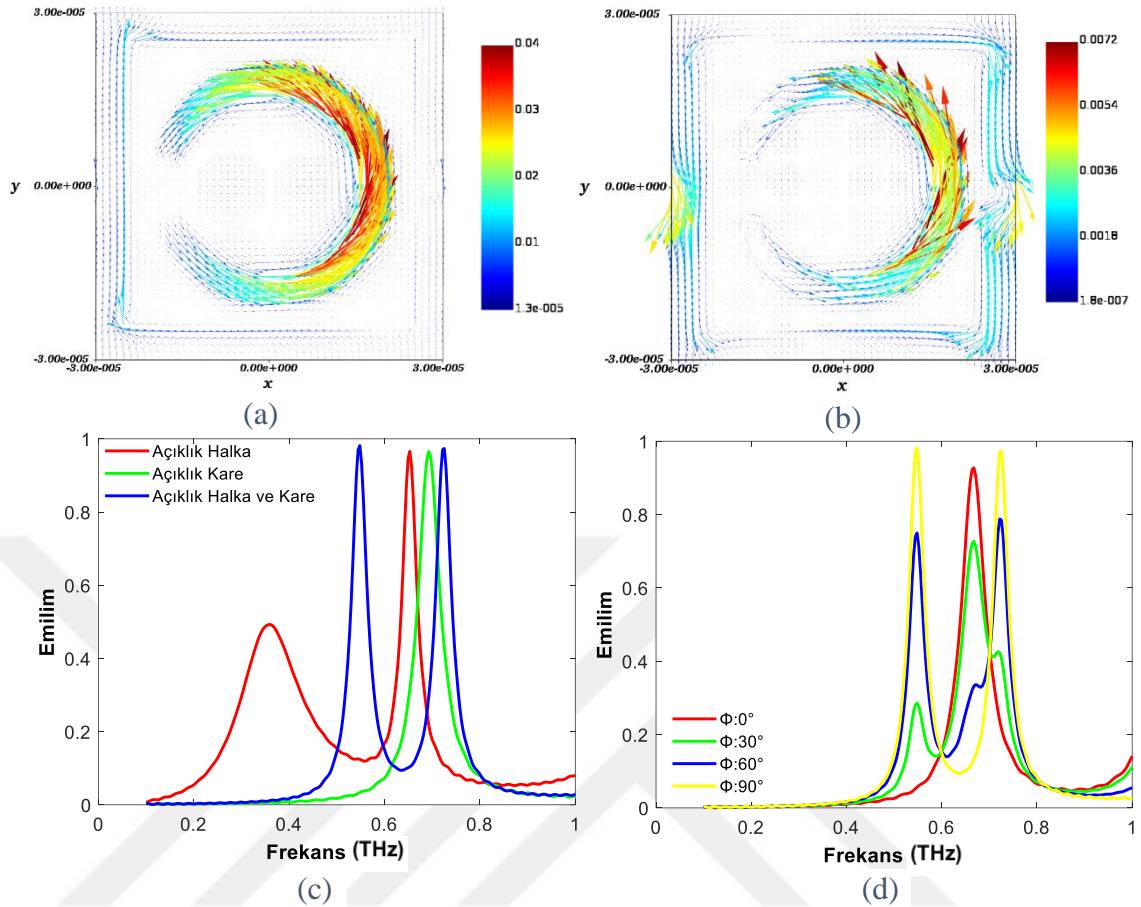 3.00e-005
y
0.00e+000
-3.00e-005
-3.00e-005
0.00e+000
3.00e-005
x
0.04
0.03
0.02
0.01
1.3e-005
(a)
3.00e-005
y
0.00e+000
-3.00e-005
-3.00e-005
0.00e+000
3.00e-005
x
0.0072
0.0054
0.0036
0.0018
1.8e-007
(b)
Açıklık Halka
Açıklık Kare
Açıklık Halka ve Kare
1
0.8
0.6
0.4
0.2
0
Emilim
0
0.2
0.4
0.6
0.8
1
Frekans (THz)
(c)
1
0.8
0.6
0.4
0.2
0
Emilim
Φ:0°
Φ:30°
Φ:60°
Φ:90°
0
0.2
0.4
0.6
0.8
1
Frekans (THz)
(d)